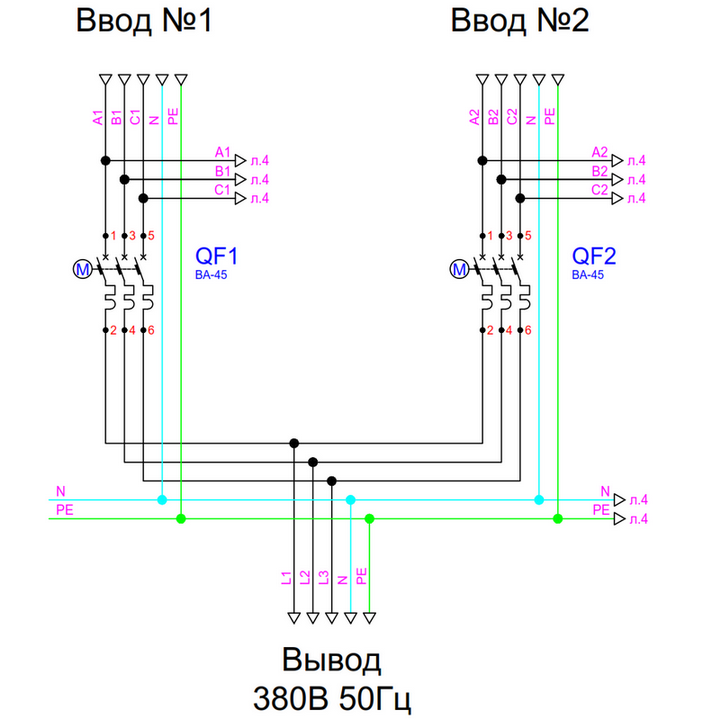 Ввод №1
Ввод №2
A1 B1 C1 N PE
A2 B2 C2 N PE
A1 л.4
B1 л.4
C1 л.4
A2 л.4
B2 л.4
C2 л.4
1 3 5
QF1
ВА-45
M
2 4 6
1 3 5
QF2
ВА-45
M
2 4 6
N
PE
N л.4
PE л.4
L1 L2 L3 N PE
Вывод
380В 50Гц